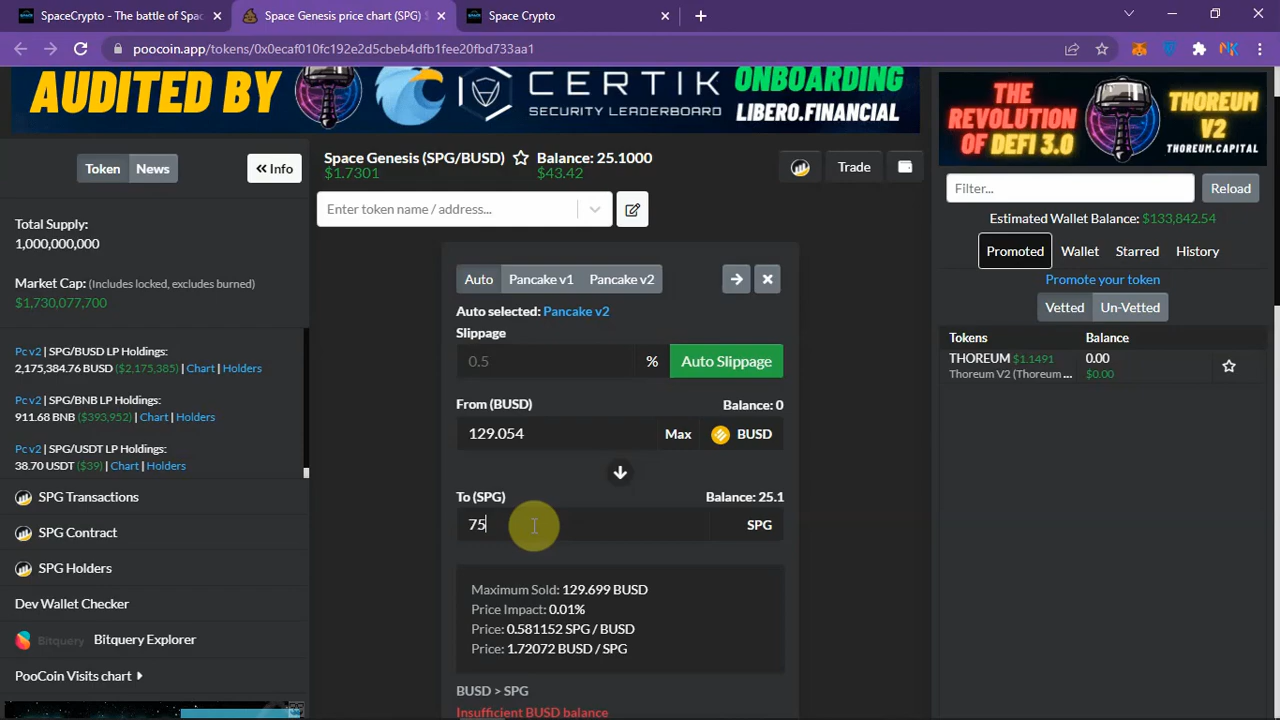 SpaceCrypto - The battle of Spac
Space Genesis price chart (SPG) $
Space Crypto
poocoin.app/tokens/0x0ecaf010fc192e2d5cbeb4dfb1fee20fbd733aa1
AUDITED BY
CERTIK
SECURITY LEADERBOARD
ONBOARDING
LIBERO.FINANCIAL
THE
REVOLUTION
OF DEFI 3.0
THOREUM
V2
THOREUM.CAPITAL
Token
News
Info
Total Supply:
1,000,000,000
Market Cap: (Includes locked, excludes burned)
$1,730,077,700
Pc v2 | SPG/BUSD LP Holdings:
2,175,384.76 BUSD ($2,175,385) | Chart | Holders
Pc v2 | SPG/BNB LP Holdings:
911.68 BNB ($393,952) | Chart | Holders
Pc v2 | SPG/USDT LP Holdings:
38.70 USDT ($39) | Chart | Holders
SPG Transactions
SPG Contract
SPG Holders
Dev Wallet Checker
Bitquery Bitquery Explorer
PooCoin Visits chart
Space Genesis (SPG/BUSD) Balance: 25.1000
$1.7301 $43.42
Trade
Enter token name / address...
Auto Pancake v1 Pancake v2
Auto selected: Pancake v2
Slippage
0.5 % Auto Slippage
From (BUSD) Balance: 0
129.054 Max BUSD
To (SPG) Balance: 25.1
75 SPG
Maximum Sold: 129.699 BUSD
Price Impact: 0.01%
Price: 0.581152 SPG / BUSD
Price: 1.72072 BUSD / SPG
BUSD > SPG
Insufficient BUSD balance
Filter... Reload
Estimated Wallet Balance: $133,842.54
Promoted Wallet Starred History
Promote your token
Vetted Un-Vetted
Tokens Balance
THOREUM $1.1491 0.00
Thoreum V2 (Thoreum ... $0.00